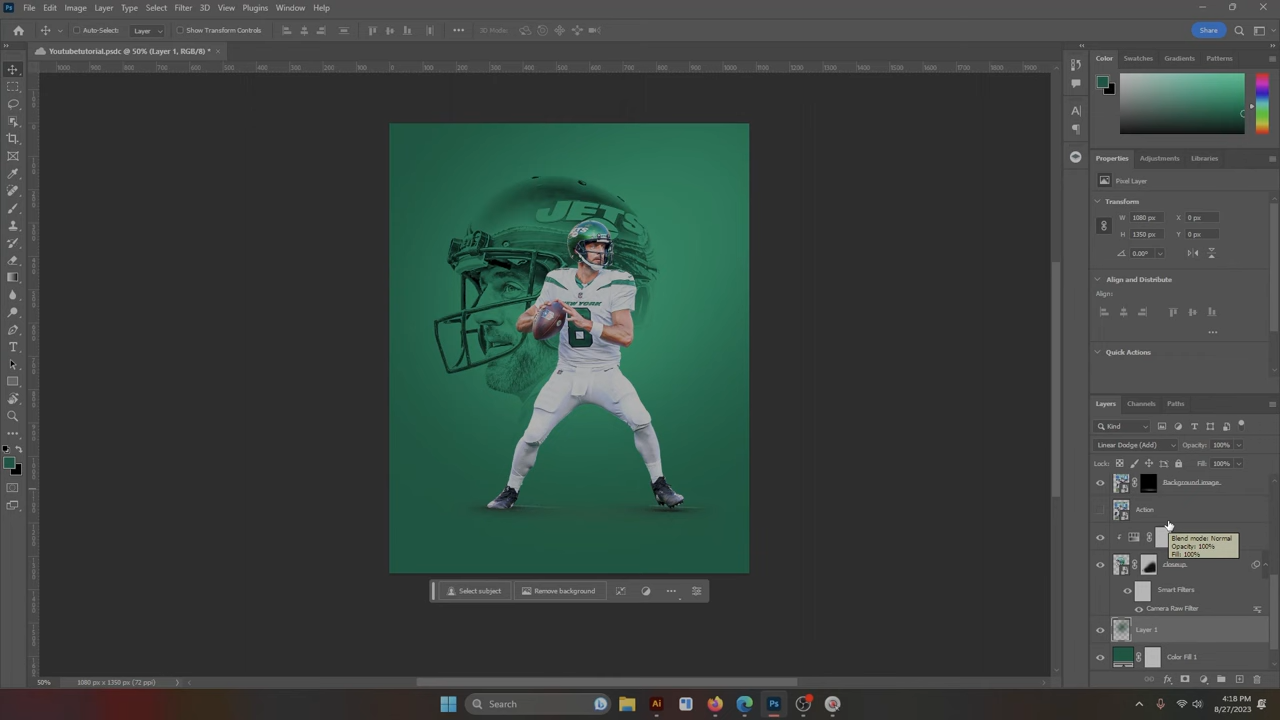 File Edit Image Layer Type Select Filter 3D View Plugins Window Help
Auto-Select: Layer Show Transform Controls 3D Mode: Share
Youtubetutorial.psdc @ 50% (Layer 1, RGB/8) *
Color Swatches Gradients Patterns
Properties Adjustments Libraries
Pixel Layer
Transform
W 1080 px X 0 px
H 1350 px Y 0 px
0.00°
Align and Distribute
Align:
Quick Actions
Layers Channels Paths
Kind
Linear Dodge (Add) Opacity: 100%
Lock: Fill: 100%
Background image
Action
Blend mode: Normal
Opacity: 100%
Fill: 100%
closeup
Smart Filters
Camera Raw Filter
Layer 1
Color Fill 1
JETS
NEW YORK
8
Select subject Remove background
50% 1080 px x 1350 px (72 ppi)
Search
4:18 PM
8/27/2023